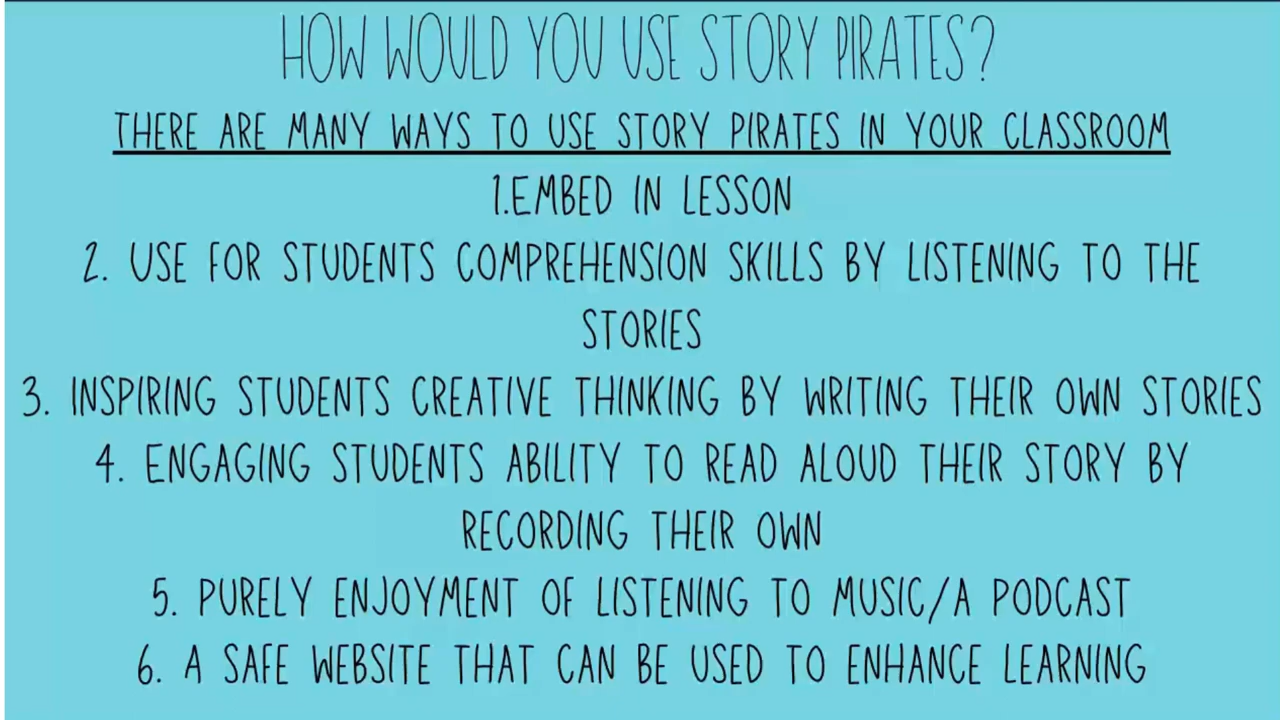 HOW WOULD YOU USE STORY PIRATES?
THERE ARE MANY WAYS TO USE STORY PIRATES IN YOUR CLASSROOM
1.EMBED IN LESSON
2. USE FOR STUDENTS COMPREHENSION SKILLS BY LISTENING TO THE
STORIES
3. INSPIRING STUDENTS CREATIVE THINKING BY WRITING THEIR OWN STORIES
4. ENGAGING STUDENTS ABILITY TO READ ALOUD THEIR STORY BY
RECORDING THEIR OWN
5. PURELY ENJOYMENT OF LISTENING TO MUSIC/A PODCAST
6. A SAFE WEBSITE THAT CAN BE USED TO ENHANCE LEARNING